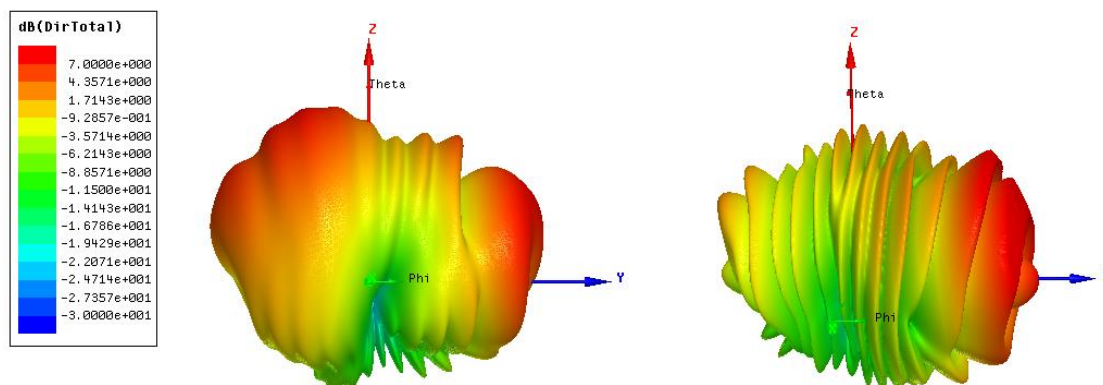 dB(DirTotal)
7.0000e+000
4.3571e+000
1.7143e+000
-9.2857e-001
-3.5714e+000
-6.2143e+000
-8.8571e+000
-1.1500e+001
-1.4143e+001
-1.6786e+001
-1.9429e+001
-2.2071e+001
-2.4714e+001
-2.7357e+001
-3.0000e+001
Z
Theta
Phi
Y
Z
Theta
Phi